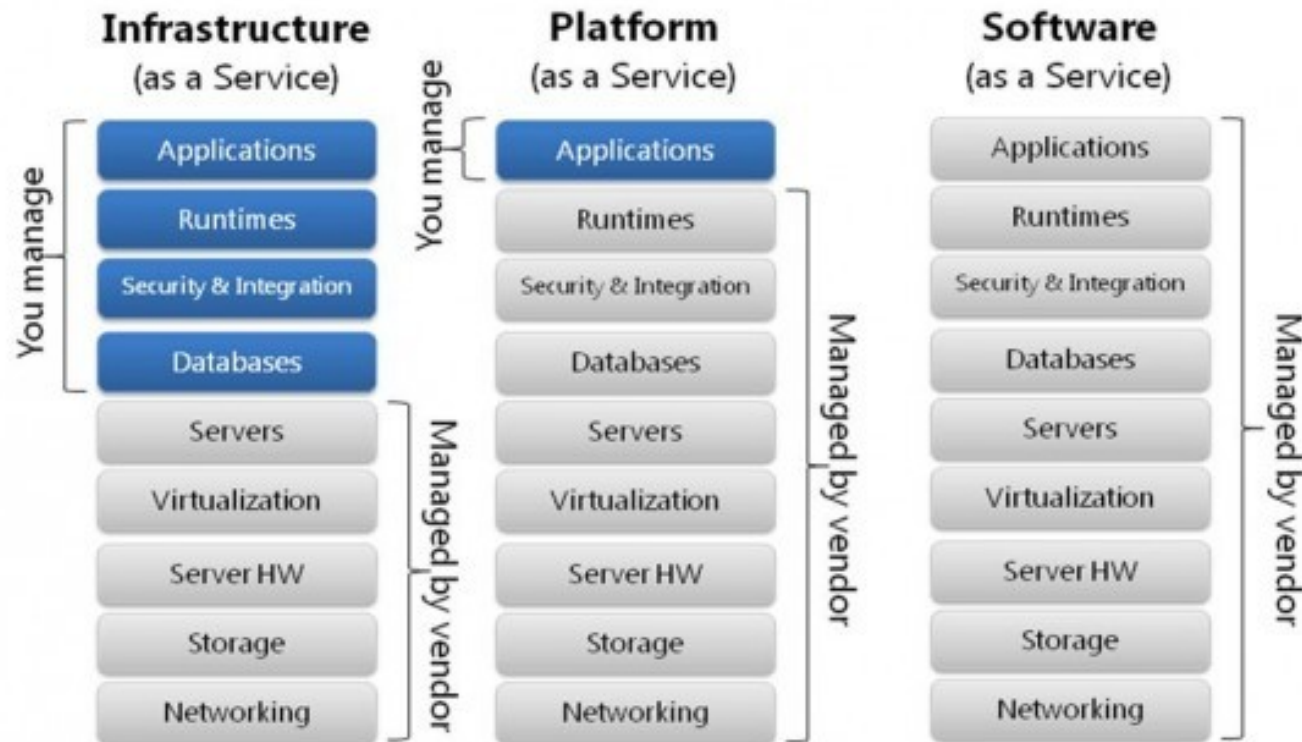 Infrastructure
(as a Service)
You manage
Applications
Runtimes
Security & Integration
Databases
Servers
Virtualization
Server HW
Storage
Networking
Managed by vendor
Platform
(as a Service)
You manage
Applications
Runtimes
Security & Integration
Databases
Servers
Virtualization
Server HW
Storage
Networking
Managed by vendor
Software
(as a Service)
Applications
Runtimes
Security & Integration
Databases
Servers
Virtualization
Server HW
Storage
Networking
Managed by vendor